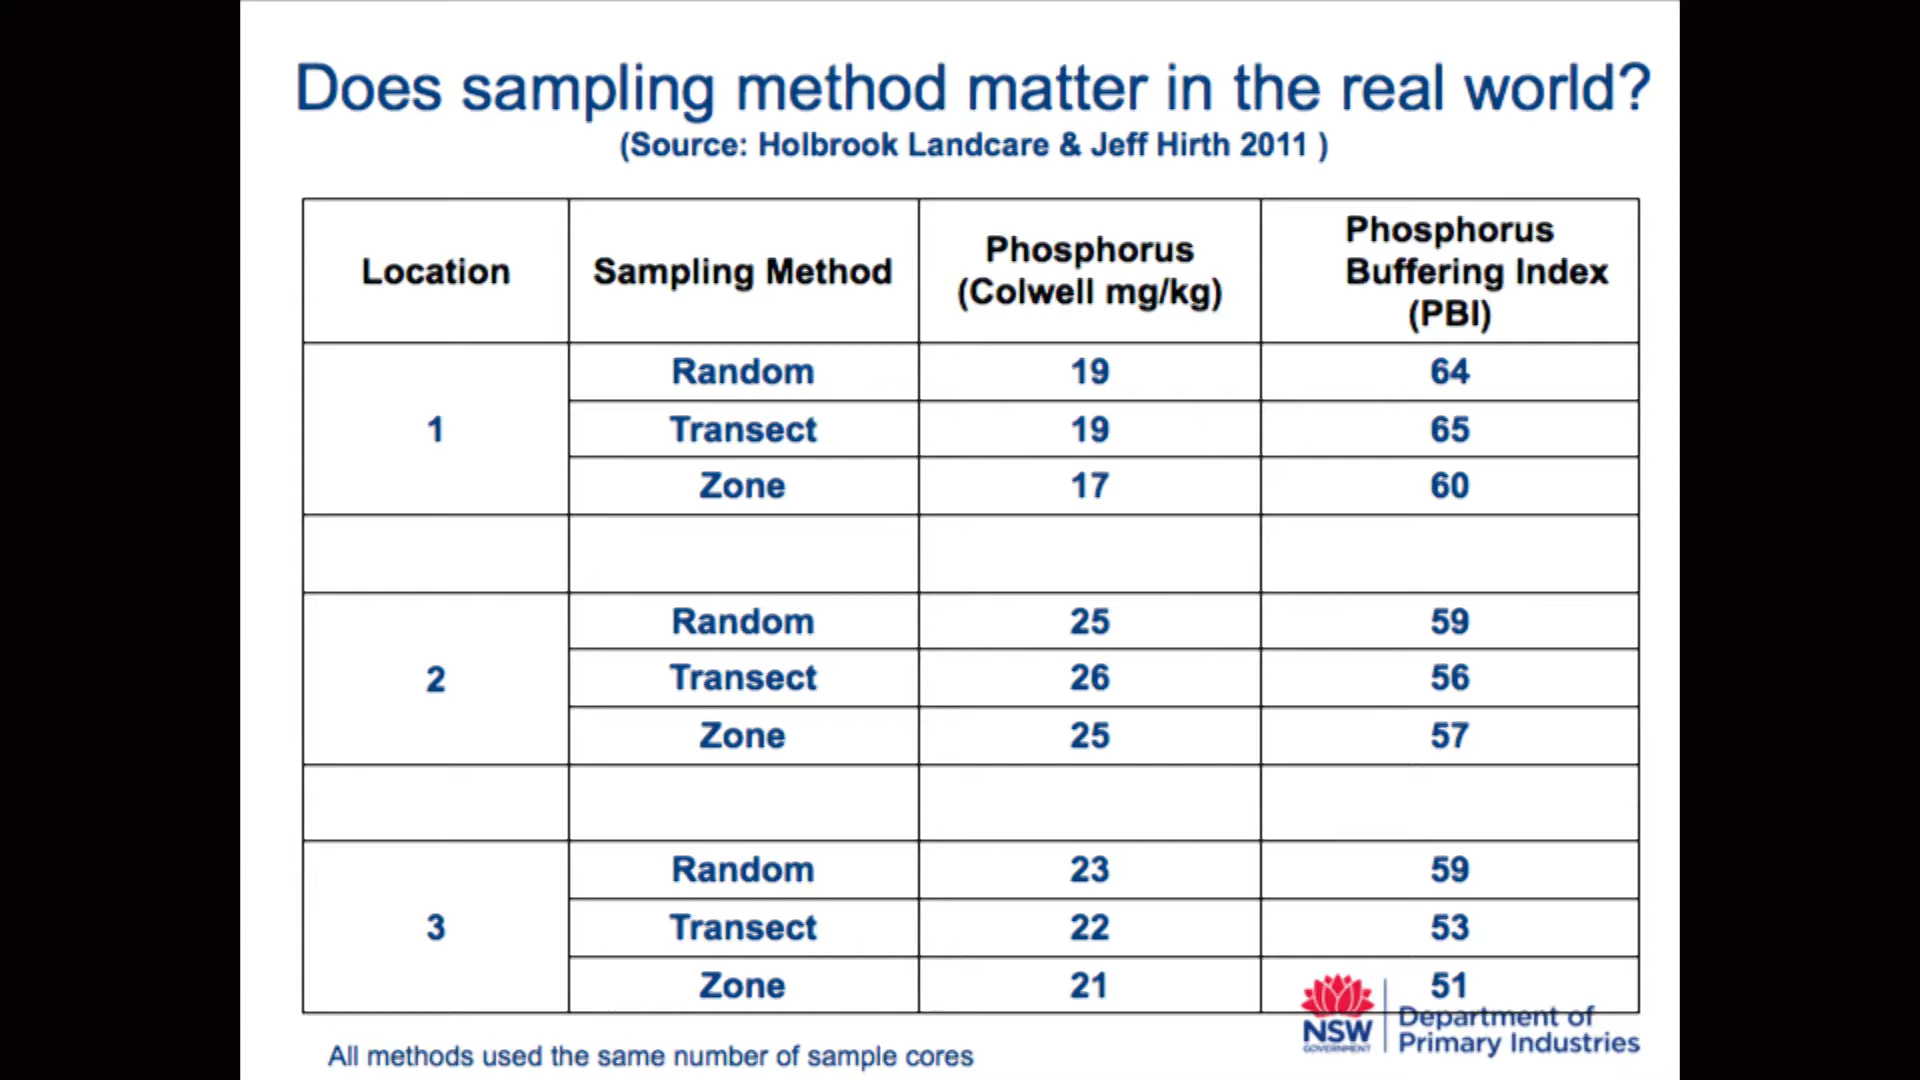 Does sampling method matter in the real world?
(Source: Holbrook Landcare & Jeff Hirth 2011 )
Location Sampling Method Phosphorus (Colwell mg/kg) Phosphorus Buffering Index (PBI)
1 Random 19 64
Transect 19 65
Zone 17 60
2 Random 25 59
Transect 26 56
Zone 25 57
3 Random 23 59
Transect 22 53
Zone 21 51
NSW GOVERNMENT
Department of
Primary Industries
All methods used the same number of sample cores